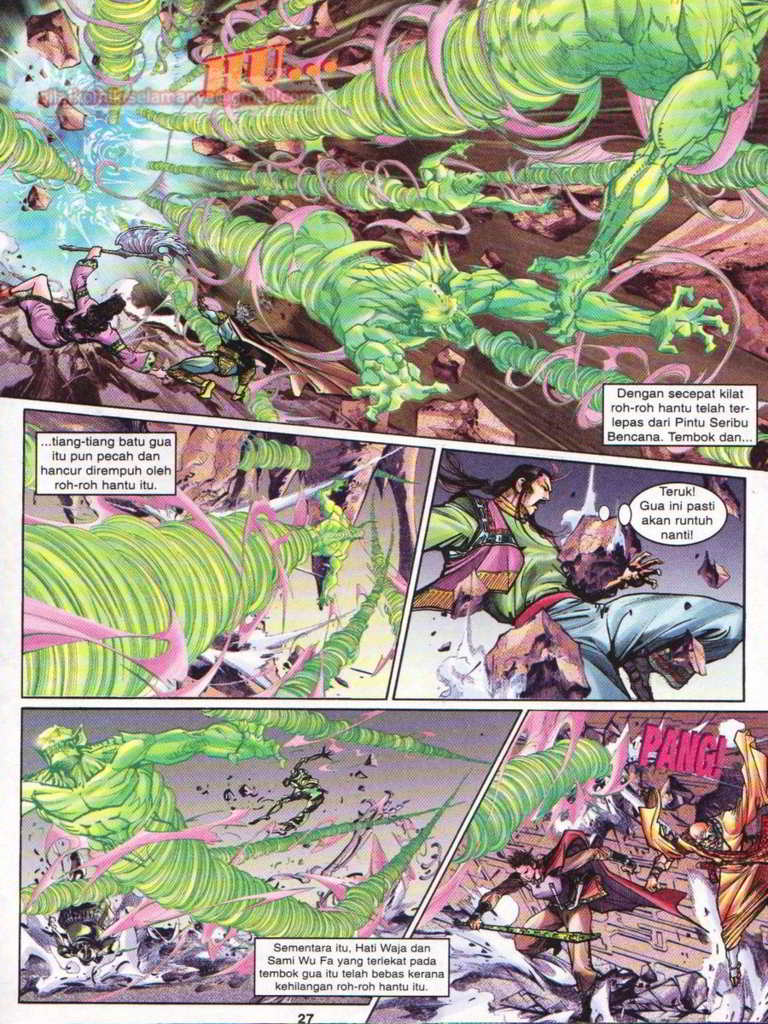 HU...
Dengan secepat kilat
roh-roh hantu telah ter-
lepas dari Pintu Seribu
Bencana. Tembok dan...
...tiang-tiang batu gua
itu pun pecah dan
hancur dirempuh oleh
roh-roh hantu itu.
Teruk!
Gua ini pasti
akan runtuh
nanti!
PANG!
Sementara itu, Hati Waja dan
Sami Wu Fa yang terlekat pada
tembok gua itu telah bebas kerana
kehilangan roh-roh hantu itu.
27